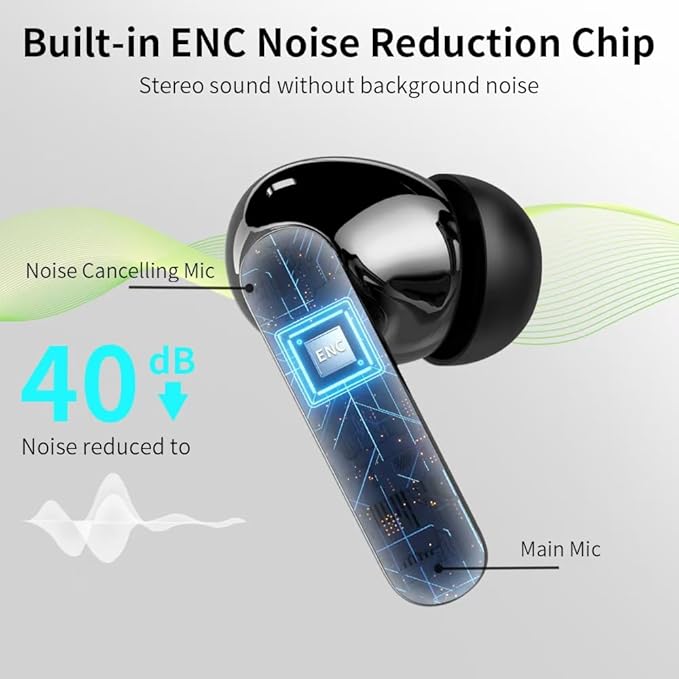 Built-in ENC Noise Reduction Chip
Stereo sound without background noise
Noise Cancelling Mic
ENC
40 dB
Noise reduced to
Main Mic